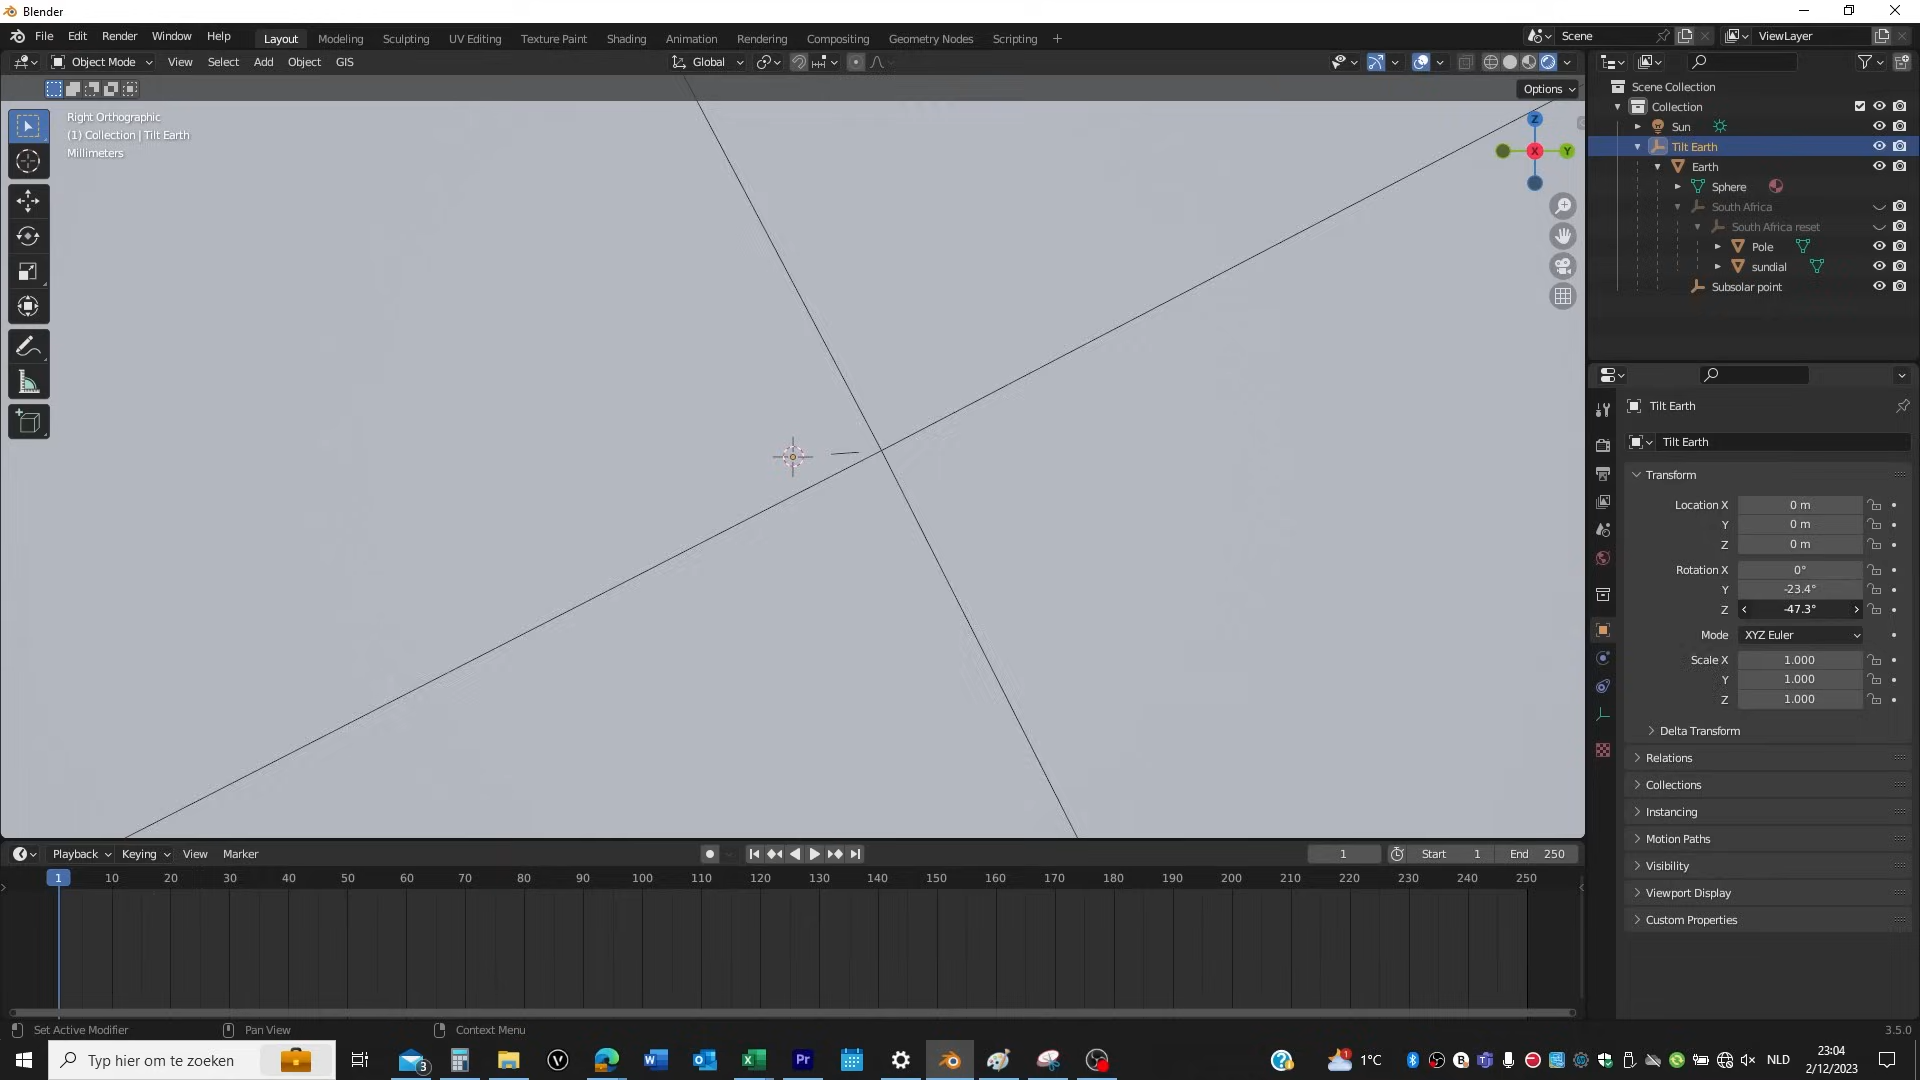 Blender
File Edit Render Window Help
Layout Modeling Sculpting UV Editing Texture Paint Shading Animation Rendering Compositing Geometry Nodes Scripting +
Scene
ViewLayer
Object Mode View Select Add Object GIS
Global
Options
Right Orthographic
(1) Collection | Tilt Earth
Millimeters
Z
X
Y
Scene Collection
Collection
Sun
Tilt Earth
Earth
Sphere
South Africa
South Africa reset
Pole
sundial
Subsolar point
Tilt Earth
Tilt Earth
Transform
Location X 0 m
Y 0 m
Z 0 m
Rotation X 0°
Y -23.4°
Z -47.3°
Mode XYZ Euler
Scale X 1.000
Y 1.000
Z 1.000
Delta Transform
Relations
Collections
Instancing
Motion Paths
Visibility
Viewport Display
Custom Properties
Playback Keying View Marker
1 Start 1 End 250
1 10 20 30 40 50 60 70 80 90 100 110 120 130 140 150 160 170 180 190 200 210 220 230 240 250
Set Active Modifier Pan View Context Menu 3.5.0
Typ hier om te zoeken
3
1
1°C
NLD
23:04
2/12/2023